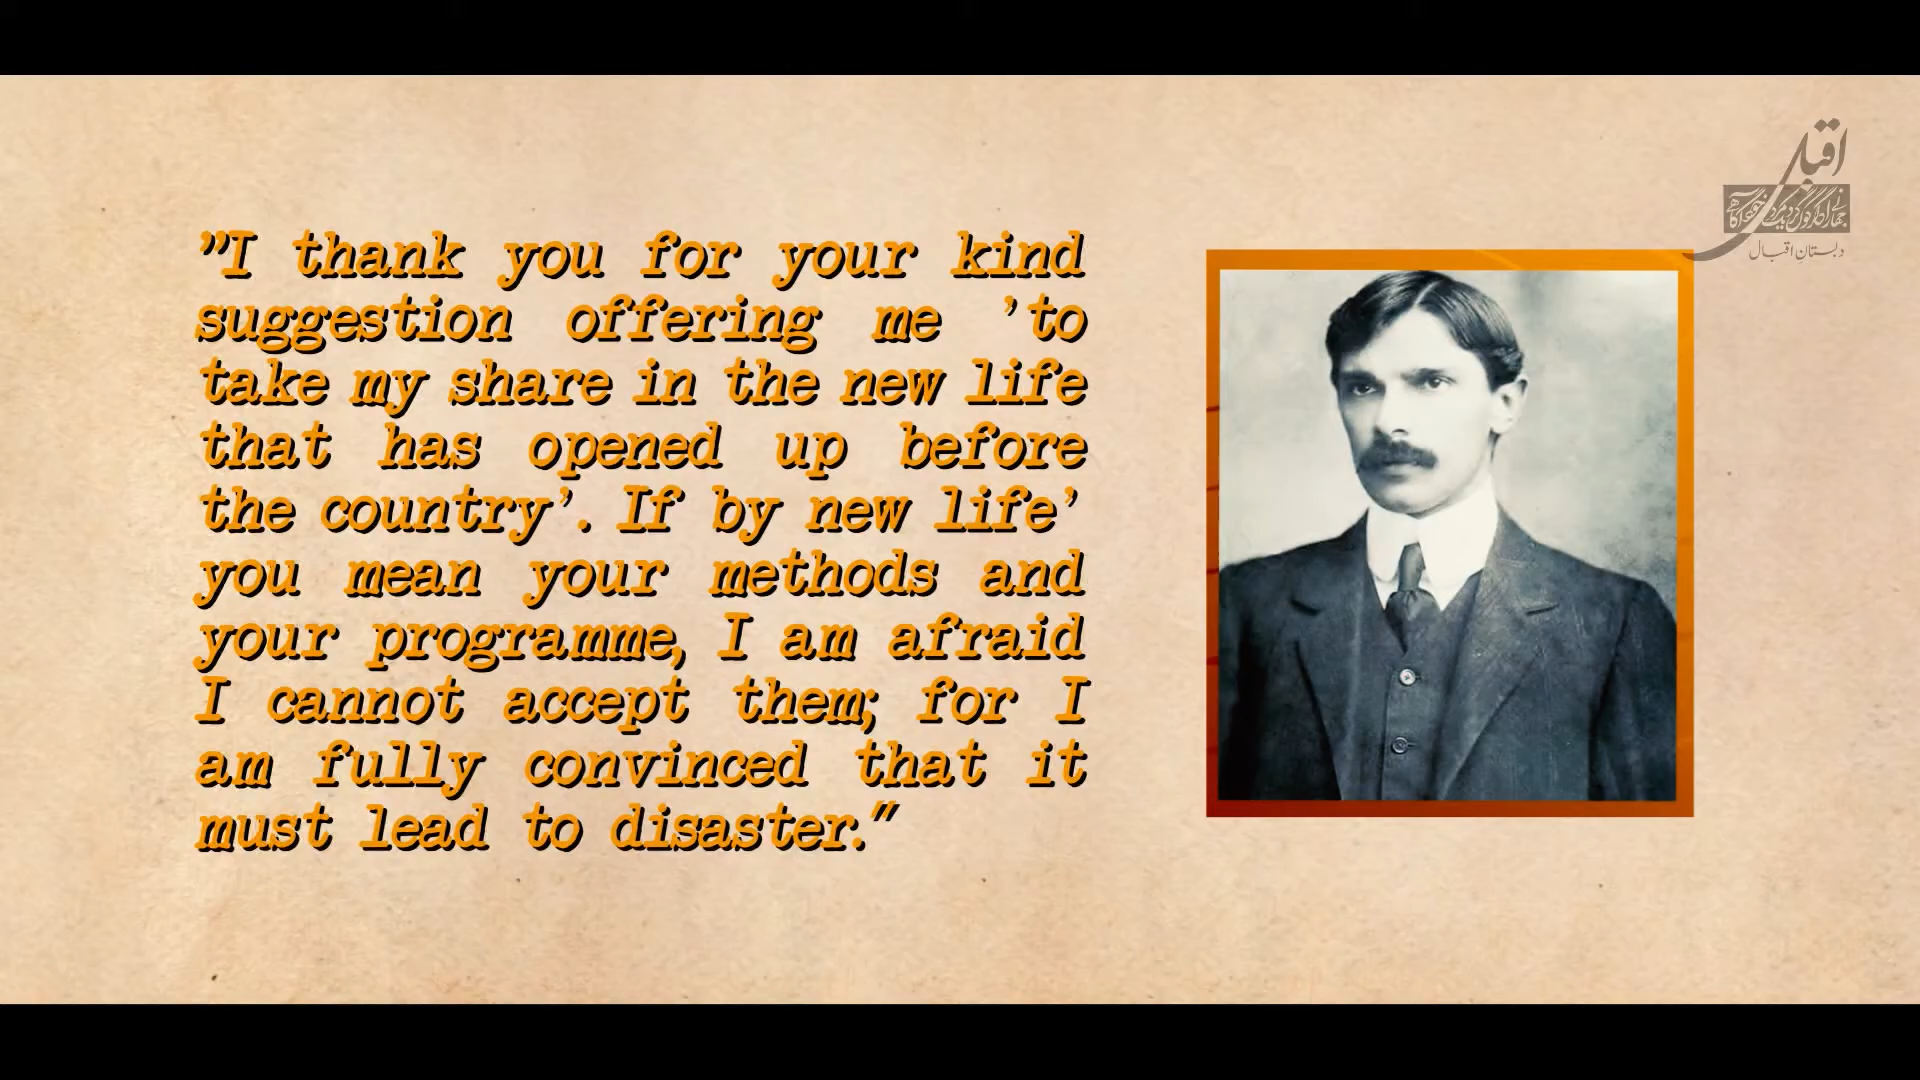 "I thank you for your kind
suggestion offering me 'to
take my share in the new life
that has opened up before
the country'. If by new life'
you mean your methods and
your programme, I am afraid
I cannot accept them; for I
am fully convinced that it
must lead to disaster."
اقبال
دبستانِ اقبال